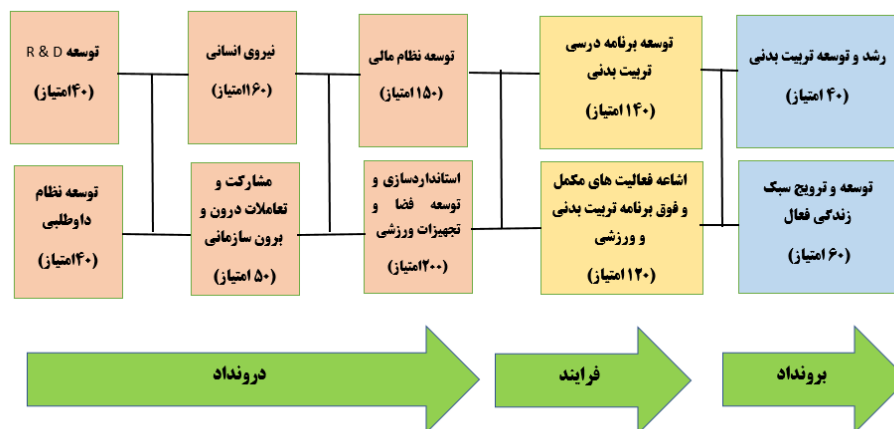 توسعه R & D
(۴۰امتیاز)
نیروی انسانی
(۱۶۰امتیاز)
توسعه نظام مالی
(۱۵۰ امتیاز)
توسعه برنامه درسی
تربیت بدنی
(۱۴۰ امتیاز)
رشد و توسعه تربیت بدنی
(۴۰ امتیاز)
توسعه نظام
داوطلبی
(۴۰امتیاز)
مشارکت و
تعاملات درون و
برون سازمانی
(۵۰ امتیاز)
استانداردسازی و
توسعه فضا و
تجهیزات ورزشی
(۲۰۰امتیاز)
اشاعه فعالیت های مکمل
و فوق برنامه تربیت بدنی
و ورزشی
(۱۲۰ امتیاز)
توسعه و ترویج سبک
زندگی فعال
(۶۰ امتیاز)
درونداد
فرایند
برونداد